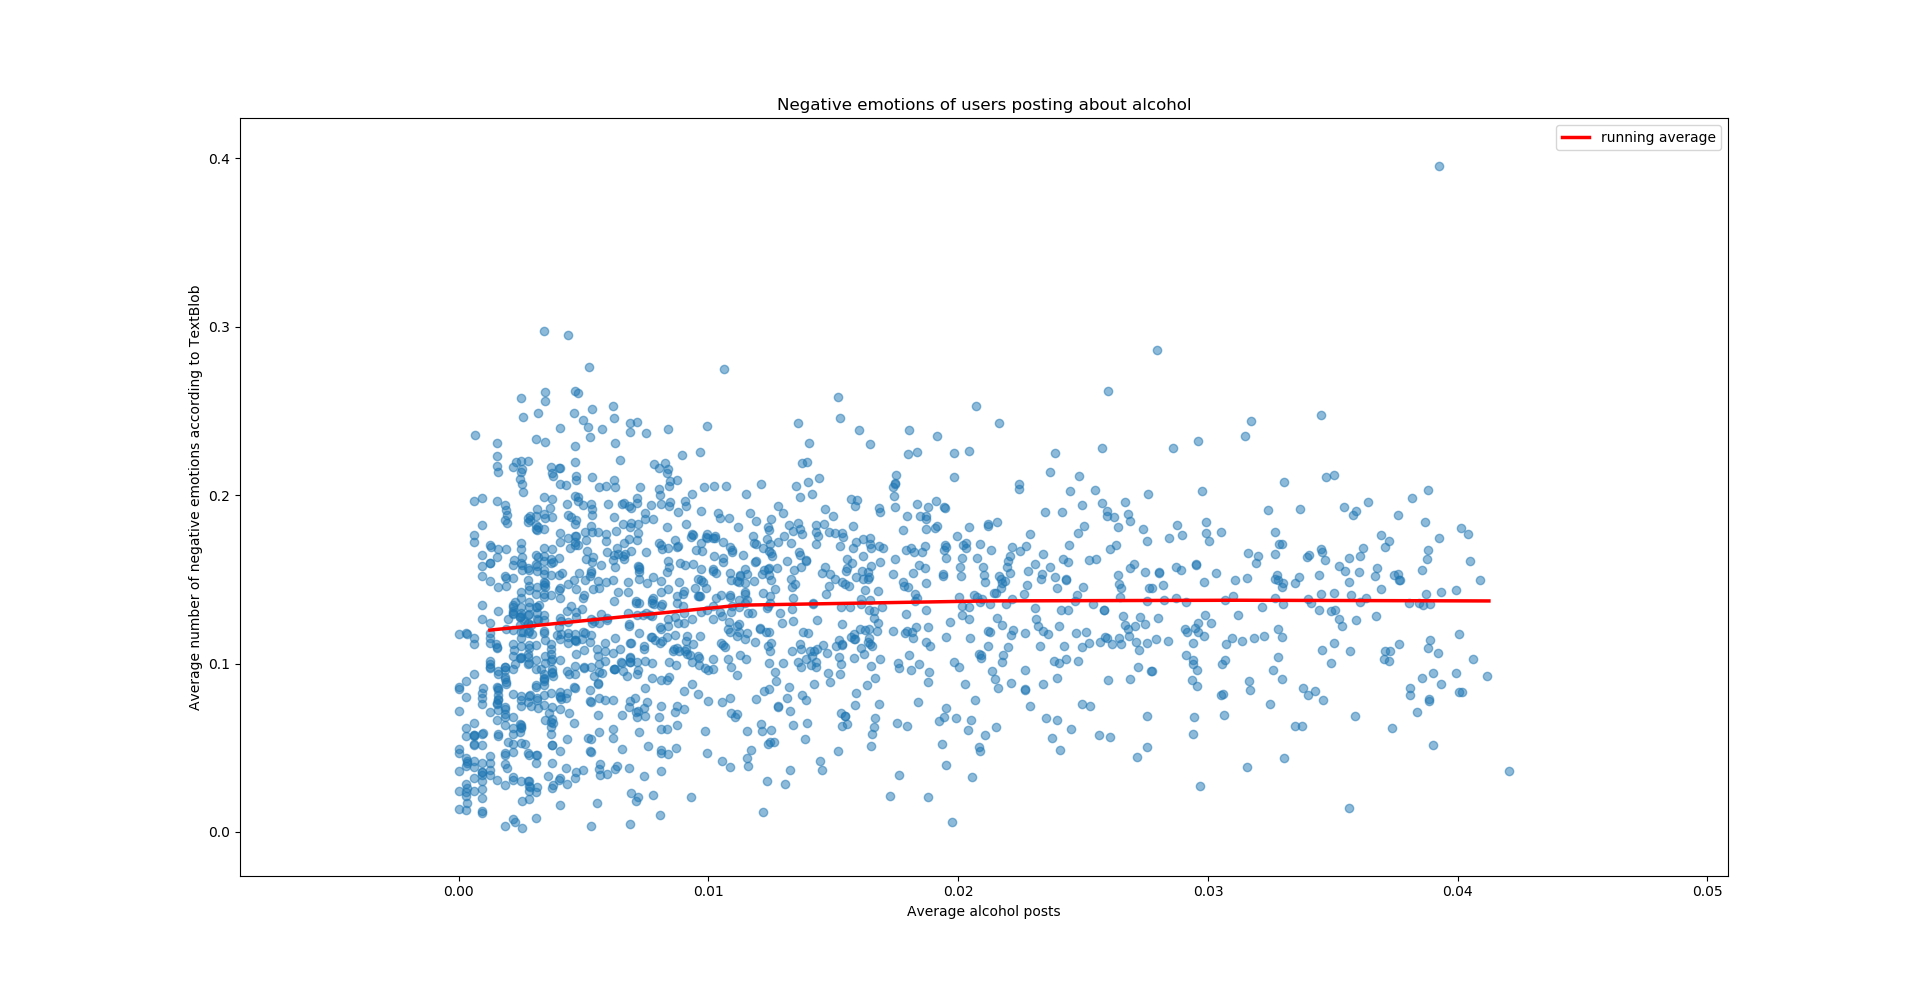 Negative emotions of users posting about alcohol
running average
Average number of negative emotions according to TextBlob
0.4
0.3
0.2
0.1
0.0
0.00 0.01 0.02 0.03 0.04 0.05
Average alcohol posts